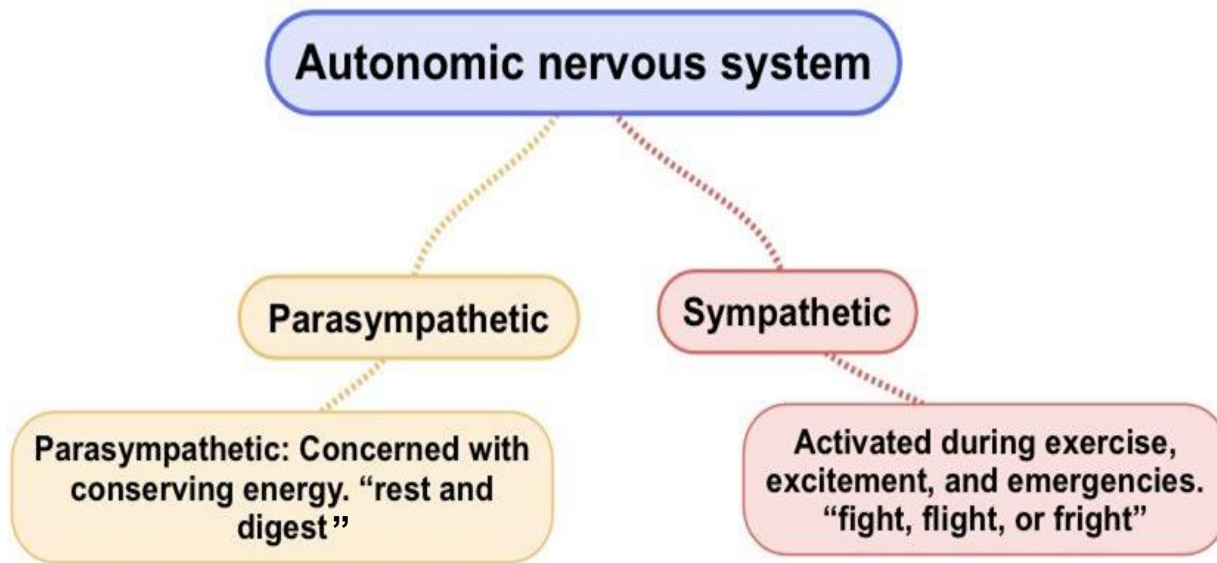 Autonomic nervous system
Parasympathetic
Sympathetic
Parasympathetic: Concerned with
conserving energy. “rest and
digest”
Activated during exercise,
excitement, and emergencies.
“fight, flight, or fright”